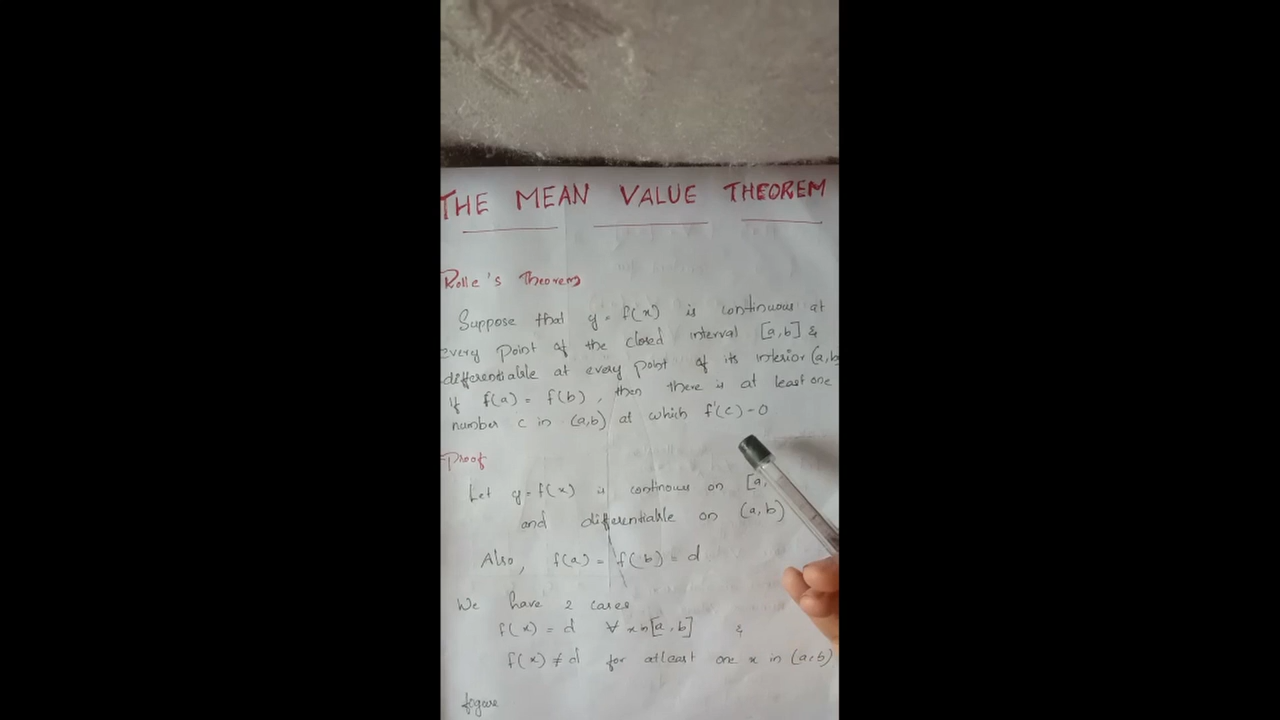 THE MEAN VALUE THEOREM
Rolle's Theorem
Suppose that y = f(x) is continuous at
every point of the closed interval [a,b] &
differentiable at every point of its interior (a,b
If f(a) = f(b), then there is at least one
number c in (a,b) at which f'(c) = 0
Proof
Let y = f(x) is continous on [a,
and differentiable on (a,b)
Also, f(a) = f(b) = d
We have 2 cases
f(x) = d ∀ x in [a,b] &
f(x) ≠ d for atleast one x in (a,b)
figure